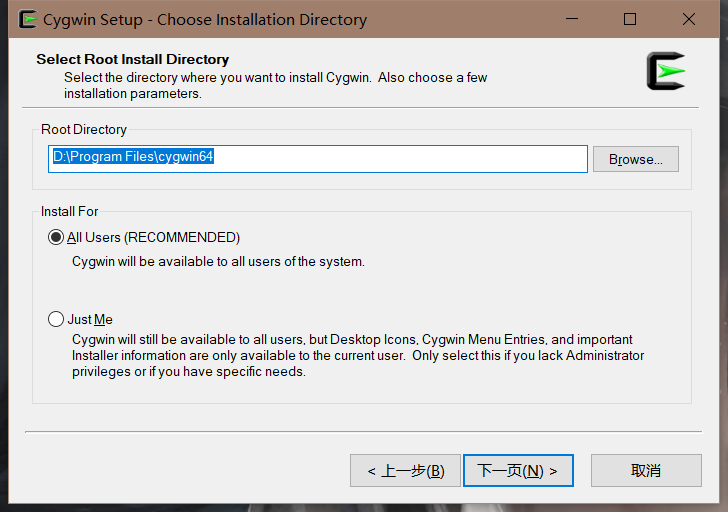 Cygwin Setup - Choose Installation Directory
Select Root Install Directory
Select the directory where you want to install Cygwin.  Also choose a few
installation parameters.
Root Directory
D:\Program Files\cygwin64
Browse...
Install For
All Users (RECOMMENDED)
Cygwin will be available to all users of the system.
Just Me
Cygwin will still be available to all users, but Desktop Icons, Cygwin Menu Entries, and important
Installer information are only available to the current user.  Only select this if you lack Administrator
privileges or if you have specific needs.
< 上一步(B)
下一页(N) >
取消